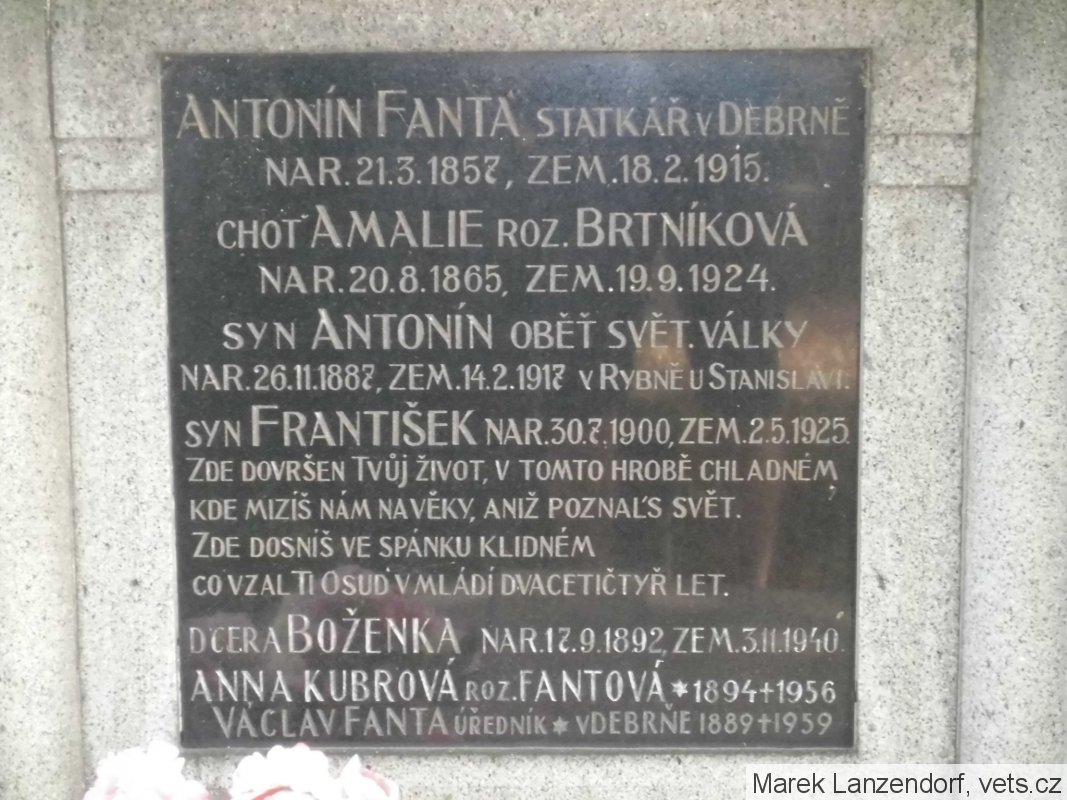 ANTONÍN FANTA STATKÁŘ V DEBRNĚ
NAR. 21.3.1857, ZEM. 18.2.1915.
CHOŤ AMALIE ROZ. BRTNÍKOVÁ
NAR. 20.8.1865, ZEM. 19.9.1924.
SYN ANTONÍN OBĚŤ SVĚT. VÁLKY
NAR. 26.11.1887, ZEM. 14.2.1917 V RYBNĚ U STANISLAVI.
SYN FRANTIŠEK NAR. 30.7.1900, ZEM. 2.5.1925.
ZDE DOVRŠEN TVŮJ ŽIVOT, V TOMTO HROBĚ CHLADNÉM,
KDE MIZÍŠ NÁM NA VĚKY, ANIŽ POZNAL'S SVĚT.
ZDE DOSNÍŠ VE SPÁNKU KLIDNÉM
CO VZAL TI OSUD V MLÁDÍ DVACETIČTYŘ LET.
DCERA BOŽENKA NAR. 17.9.1892, ZEM. 3.11.1940.
ANNA KUBROVÁ ROZ. FANTOVÁ * 1894 + 1956
VÁCLAV FANTA ÚŘEDNÍK * V DEBRŇE 1889 + 1959
Marek Lanzendorf, vets.cz